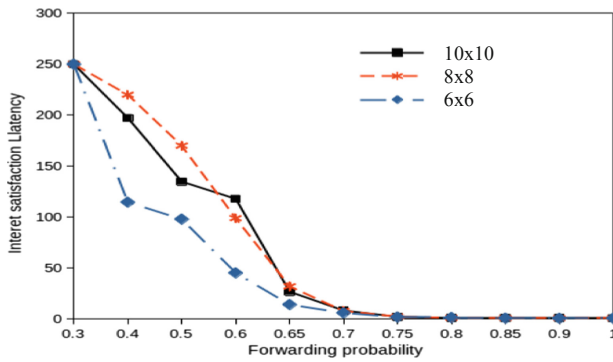 300
250
200
150
100
50
0
Interet satisfaction Llatency
10x10
8x8
6x6
0.3 0.4 0.5 0.6 0.65 0.7 0.75 0.8 0.85 0.9 1
Forwarding probability